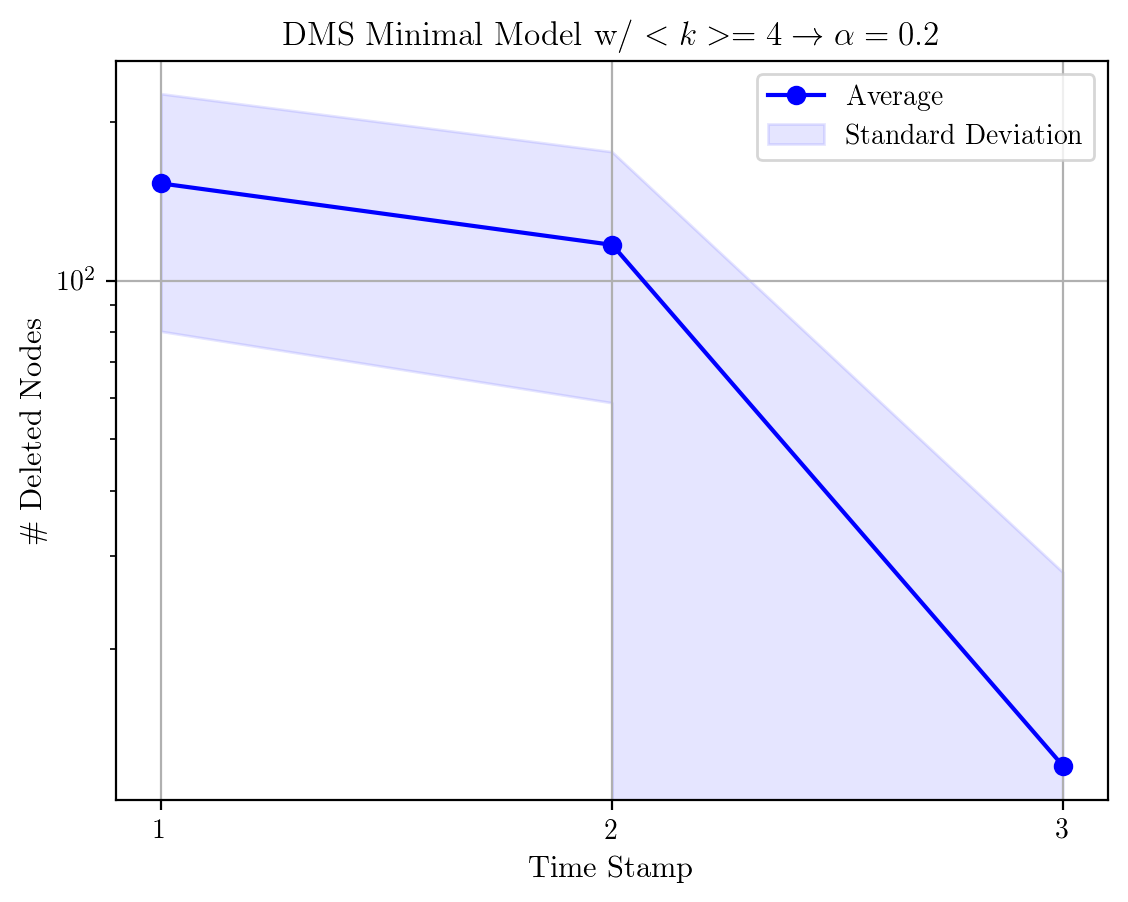 DMS Minimal Model w/ < k >= 4 → α = 0.2
Average
Standard Deviation
10²
# Deleted Nodes
1 2 3
Time Stamp